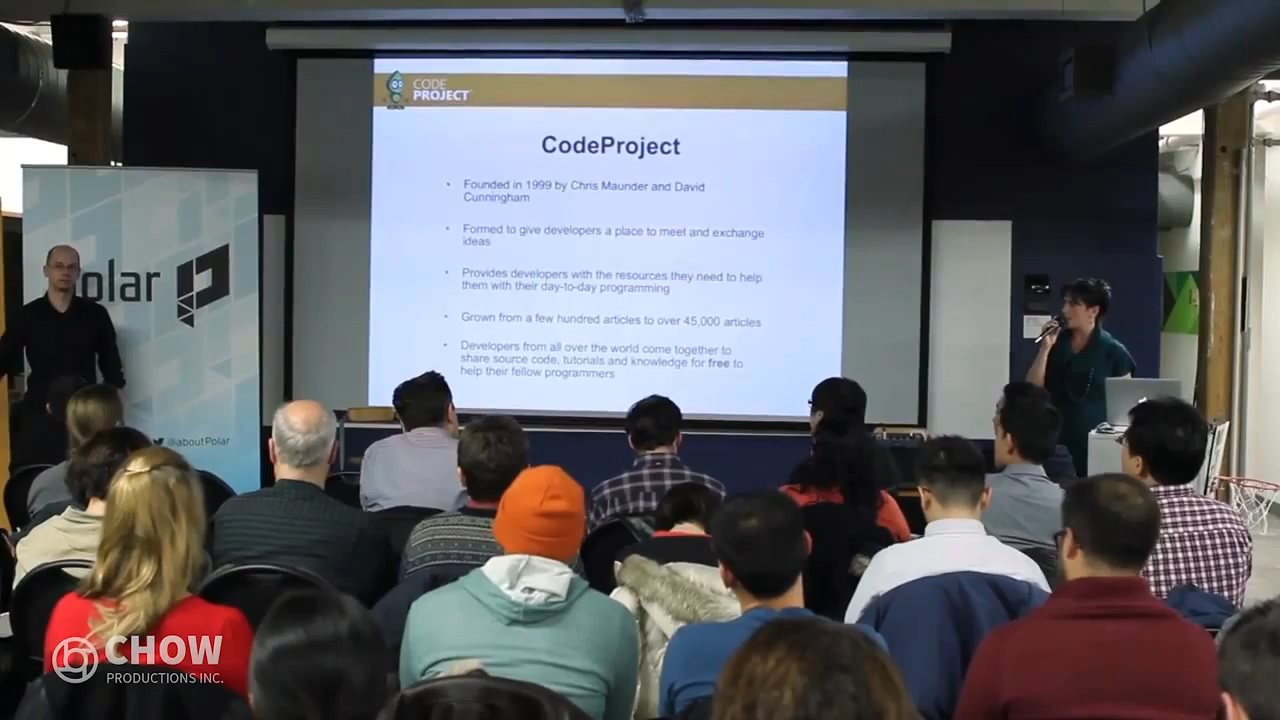 CODE
PROJECT
CodeProject
• Founded in 1999 by Chris Maunder and David
Cunningham
• Formed to give developers a place to meet and exchange
ideas
• Provides developers with the resources they need to help
them with their day-to-day programming
• Grown from a few hundred articles to over 45,000 articles
• Developers from all over the world come together to
share source code, tutorials and knowledge for free to
help their fellow programmers
olar
@aboutPolar
CHOW
PRODUCTIONS INC.